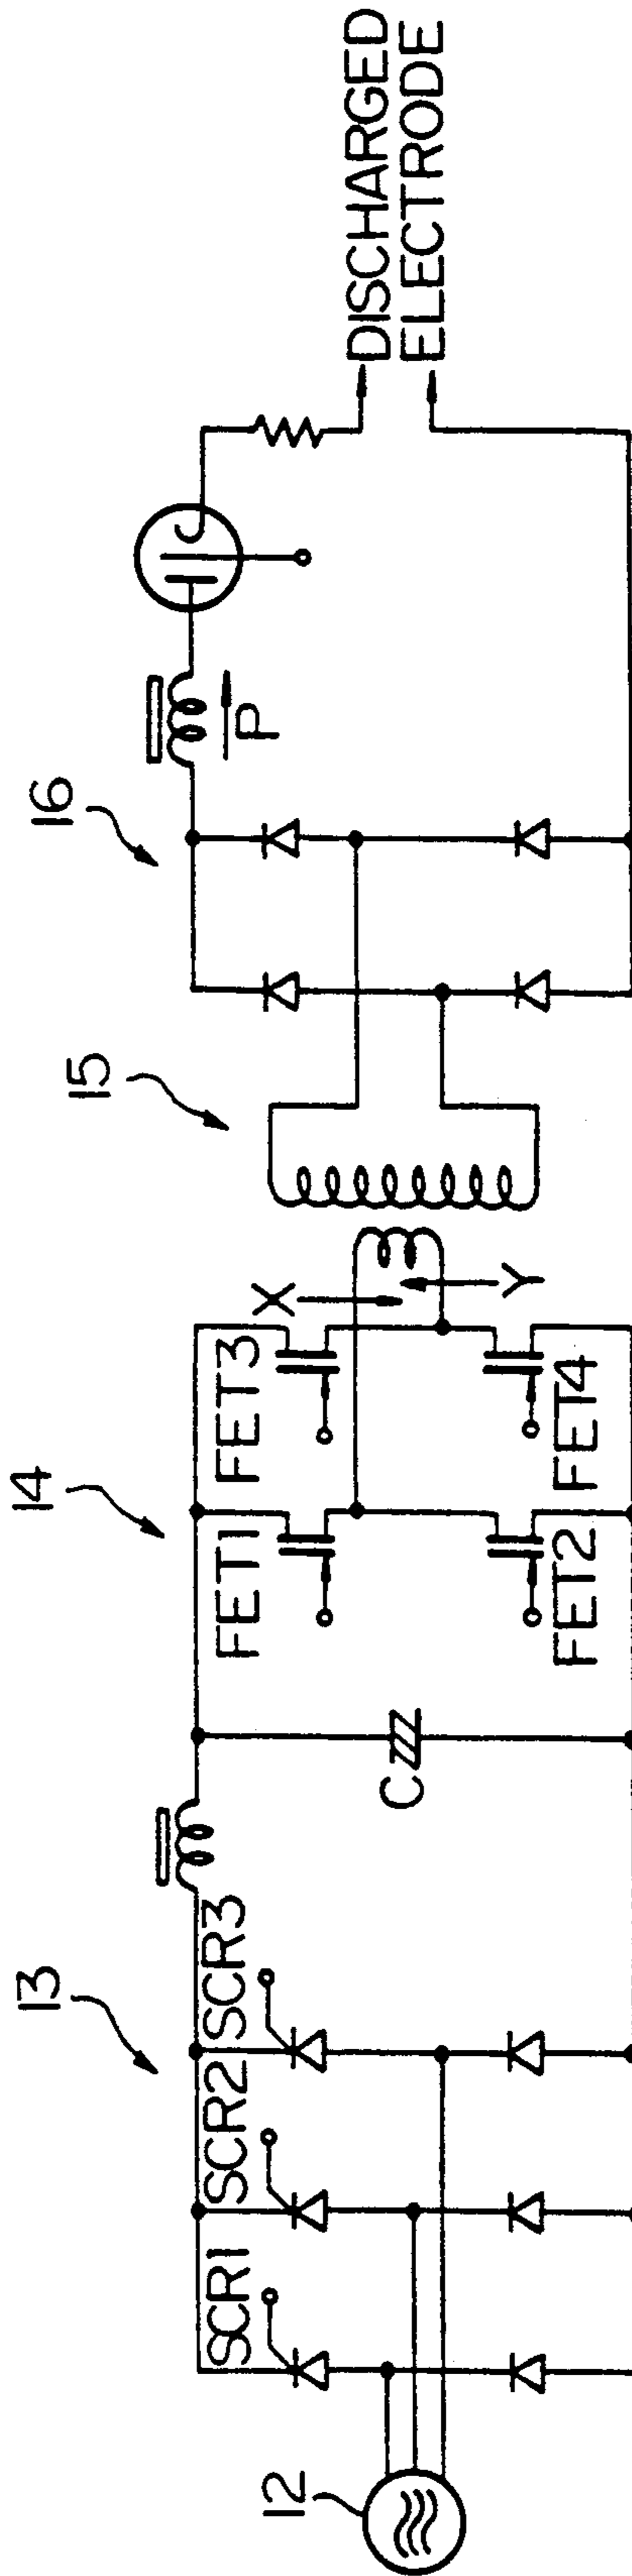 12
13
SCR1
SCR2
SCR3
C
14
FET1
FET3
FET2
FET4
X
Y
15
16
P
DISCHARGED
ELECTRODE